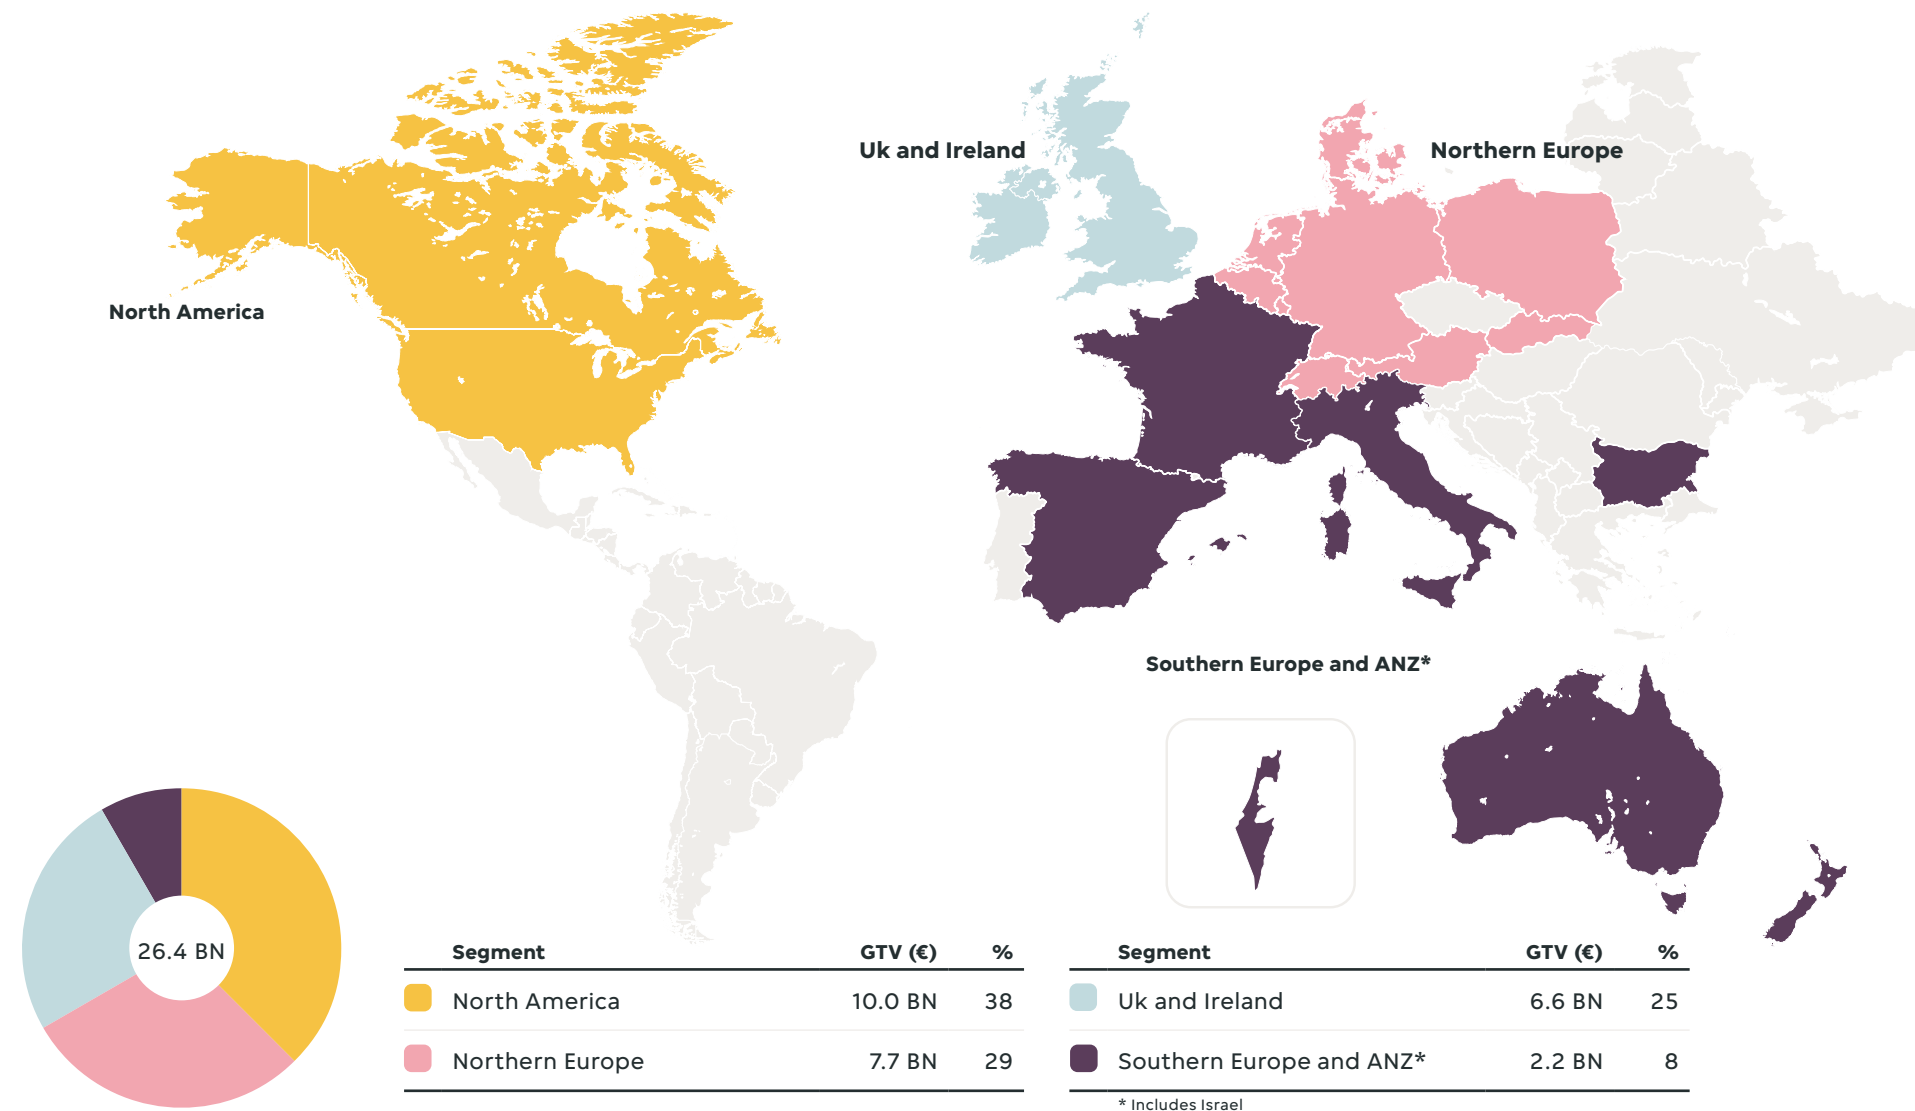 Uk and Ireland
Northern Europe
North America
Southern Europe and ANZ*
26.4 BN
Segment GTV (€) %
North America 10.0 BN 38
Northern Europe 7.7 BN 29
Segment GTV (€) %
Uk and Ireland 6.6 BN 25
Southern Europe and ANZ* 2.2 BN 8
* Includes Israel